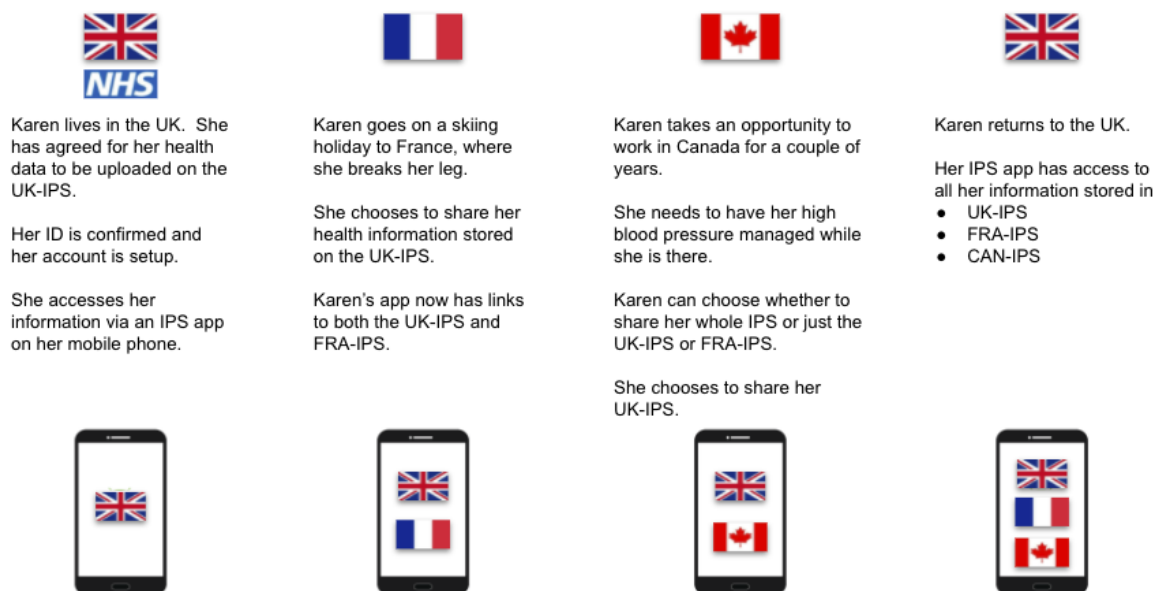 NHS
Karen lives in the UK.  She
has agreed for her health
data to be uploaded on the
UK-IPS.
Her ID is confirmed and
her account is setup.
She accesses her
information via an IPS app
on her mobile phone.
Karen goes on a skiing
holiday to France, where
she breaks her leg.
She chooses to share her
health information stored
on the UK-IPS.
Karen's app now has links
to both the UK-IPS and
FRA-IPS.
Karen takes an opportunity to
work in Canada for a couple of
years.
She needs to have her high
blood pressure managed while
she is there.
Karen can choose whether to
share her whole IPS or just the
UK-IPS or FRA-IPS.
She chooses to share her
UK-IPS.
Karen returns to the UK.
Her IPS app has access to
all her information stored in
● UK-IPS
● FRA-IPS
● CAN-IPS